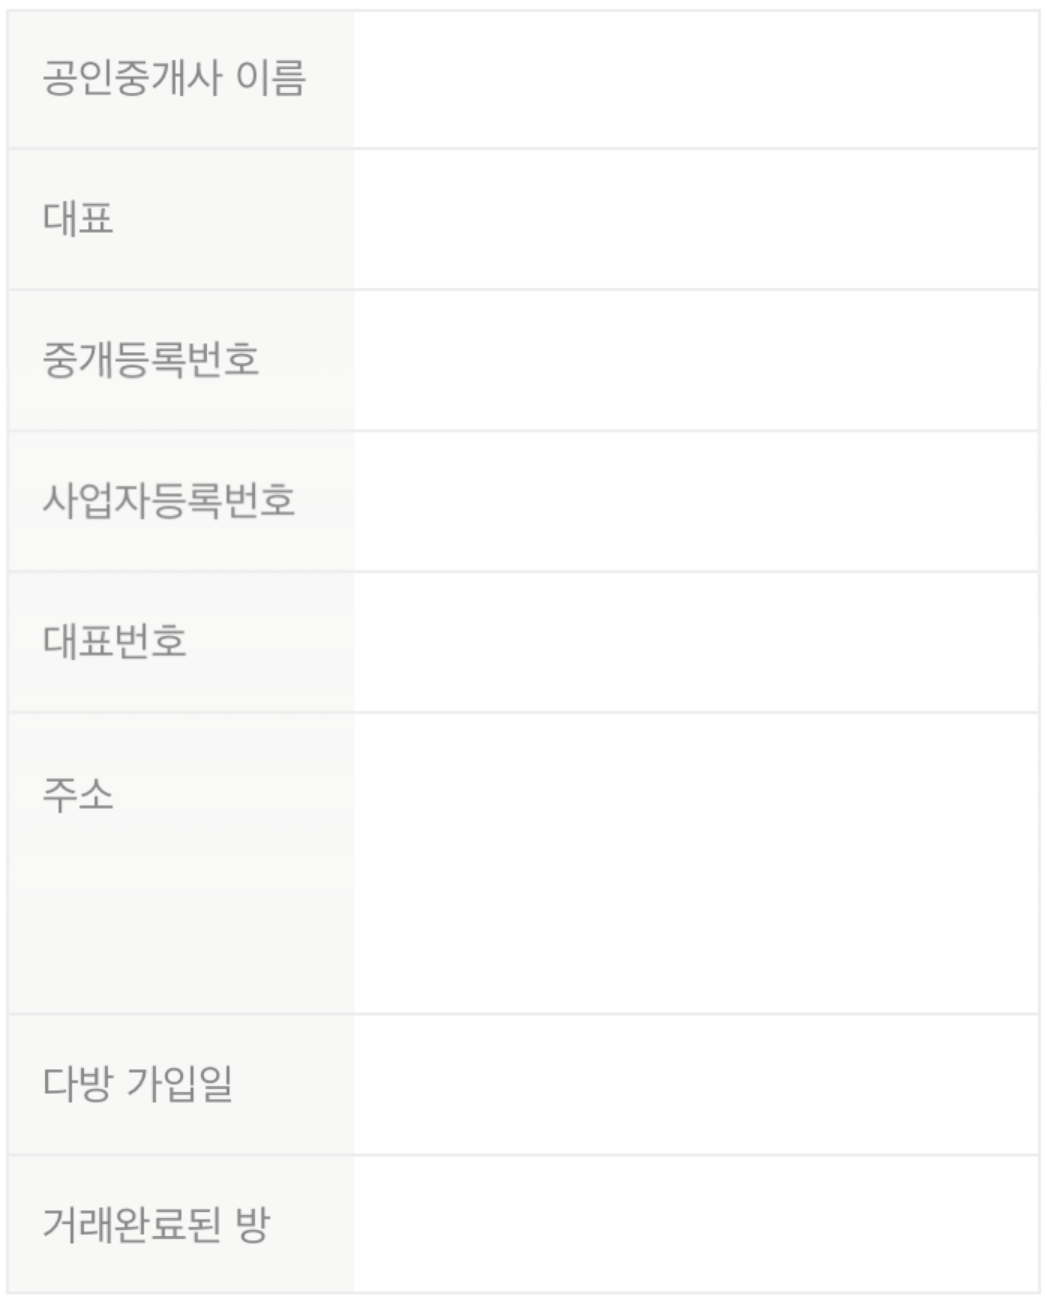 공인중개사 이름
대표
중개등록번호
사업자등록번호
대표번호
주소
다방 가입일
거래완료된 방